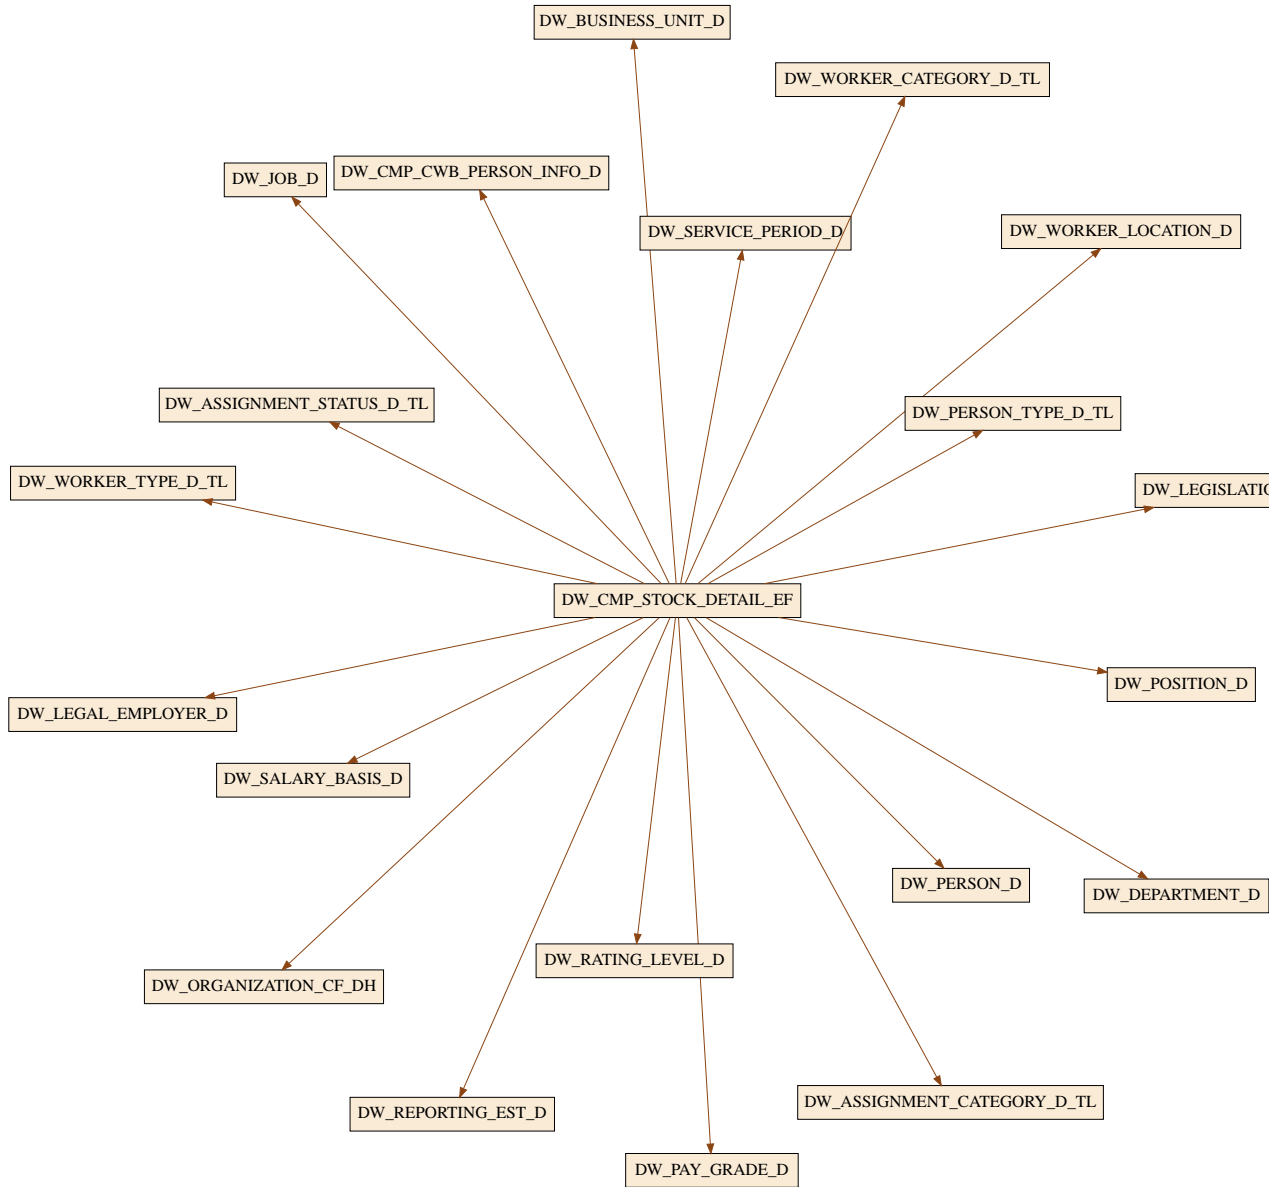 DW_BUSINESS_UNIT_D
DW_WORKER_CATEGORY_D_TL
DW_CMP_CWB_PERSON_INFO_D
DW_JOB_D
DW_SERVICE_PERIOD_D
DW_WORKER_LOCATION_D
DW_ASSIGNMENT_STATUS_D_TL
DW_PERSON_TYPE_D_TL
DW_WORKER_TYPE_D_TL
DW_CMP_STOCK_DETAIL_EF
DW_POSITION_D
DW_LEGAL_EMPLOYER_D
DW_SALARY_BASIS_D
DW_PERSON_D
DW_DEPARTMENT_D
DW_RATING_LEVEL_D
DW_ORGANIZATION_CF_DH
DW_ASSIGNMENT_CATEGORY_D_TL
DW_REPORTING_EST_D
DW_PAY_GRADE_D